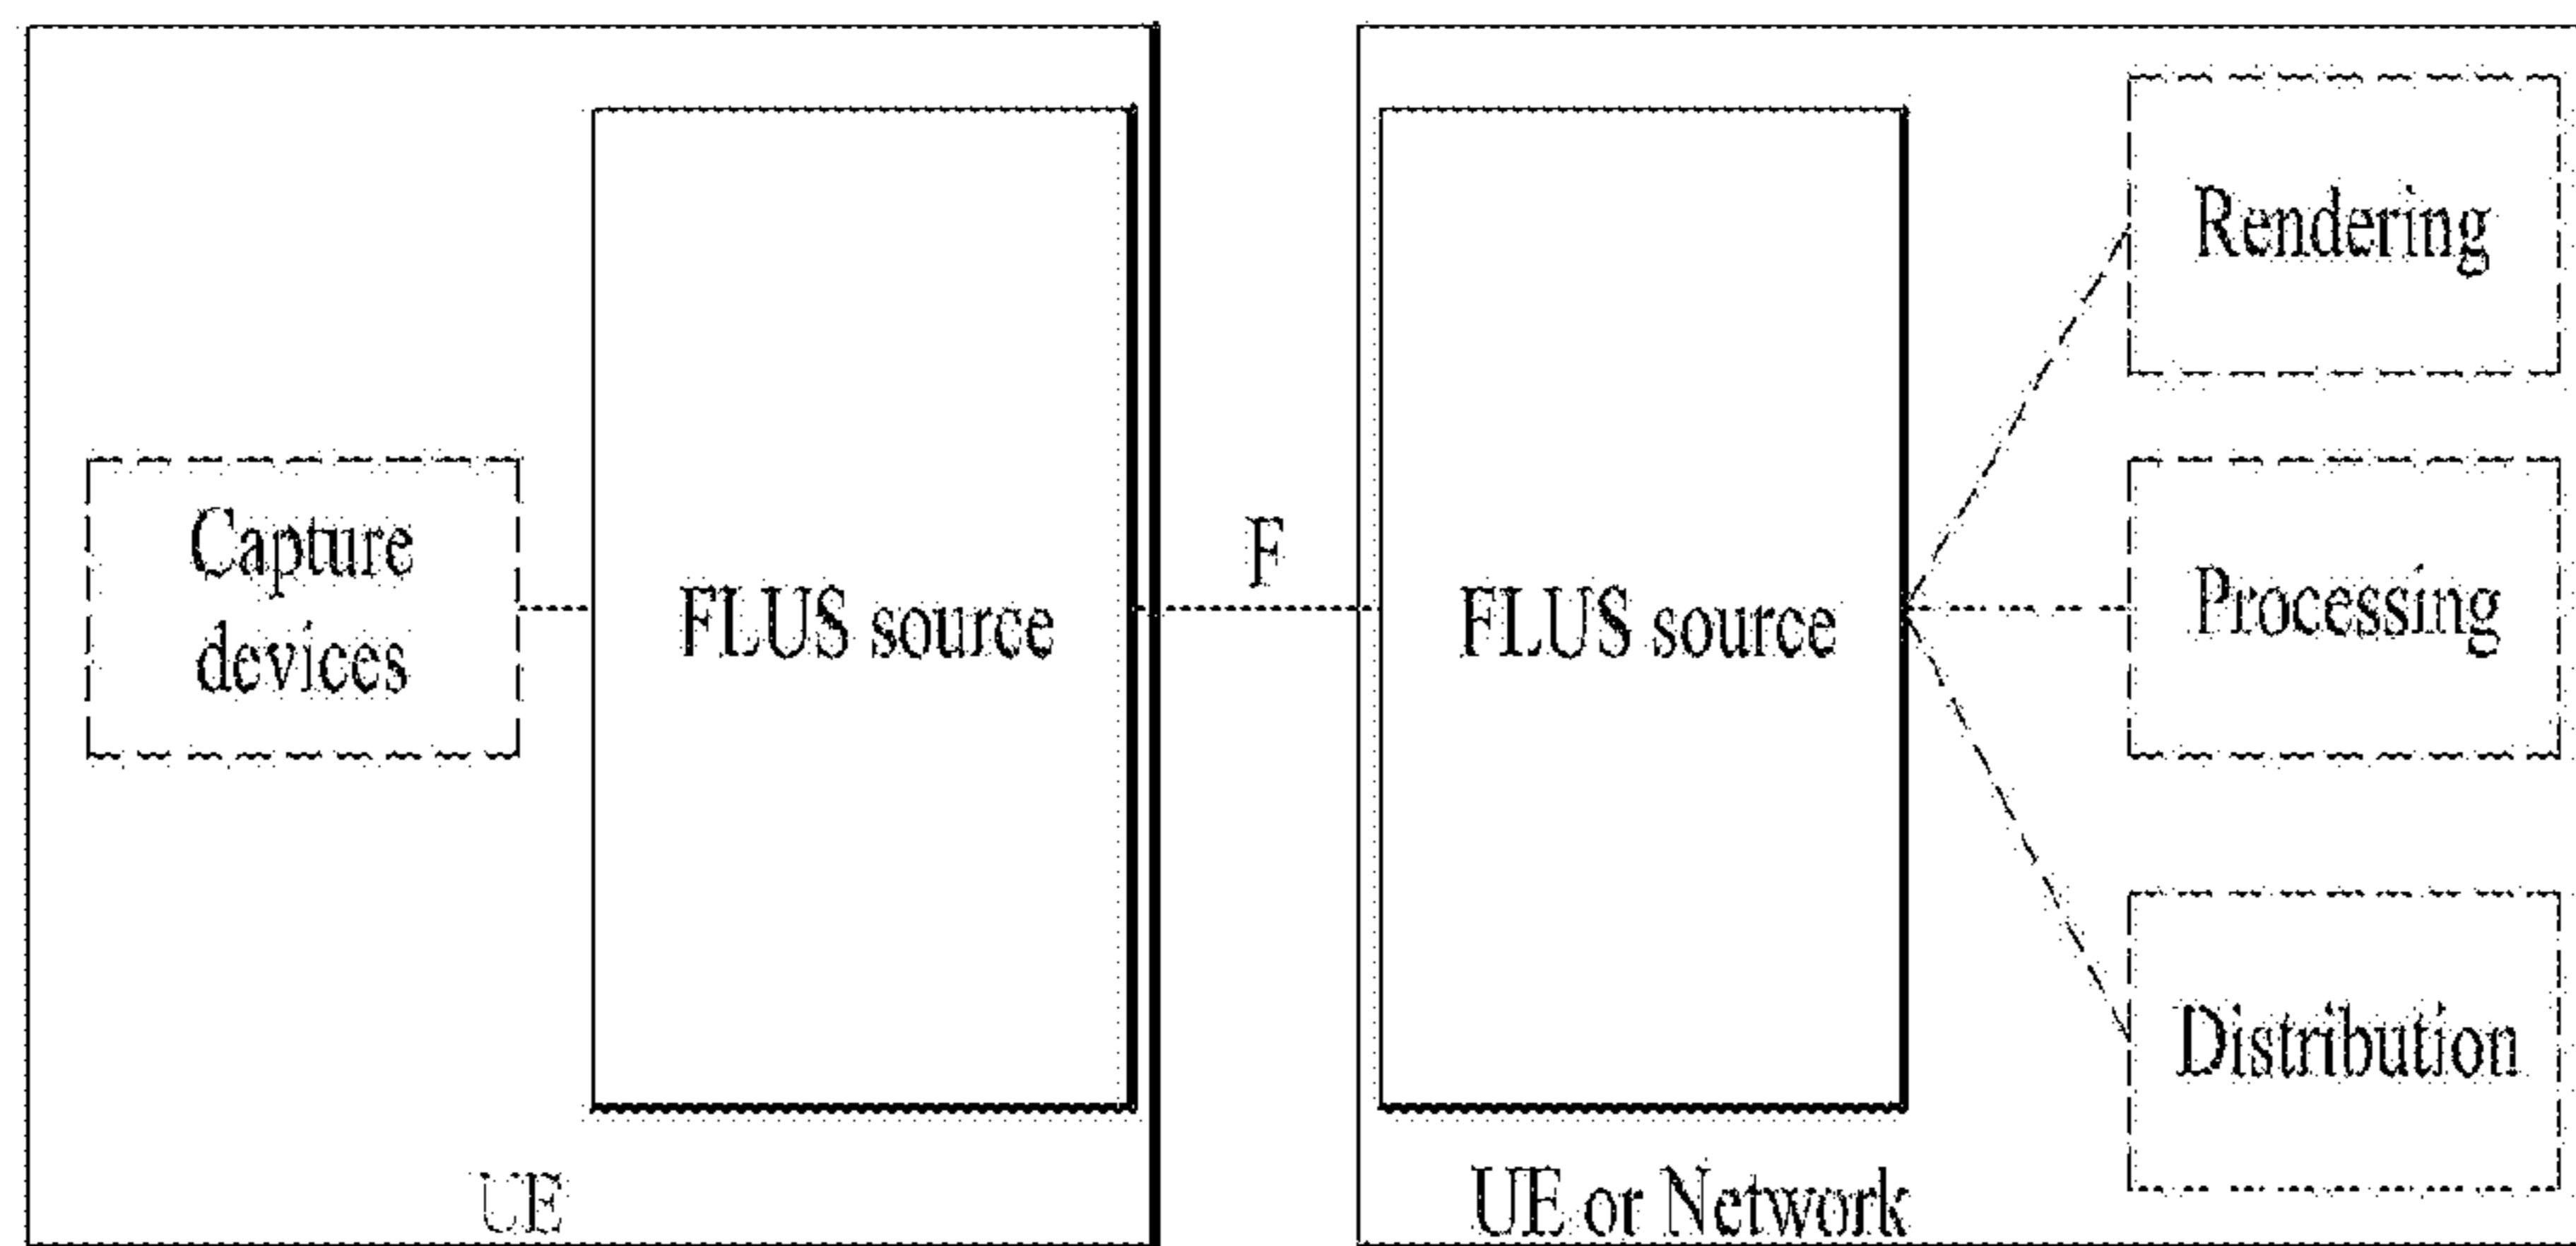 Capture
devices
FLUS source
UE
F
FLUS source
UE or Network
Rendering
Processing
Distribution